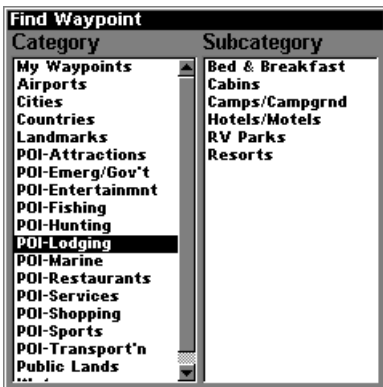 Find Waypoint
Category
My Waypoints
Airports
Cities
Countries
Landmarks
POI-Attractions
POI-Emerg/Gov't
POI-Entertainmnt
POI-Fishing
POI-Hunting
POI-Lodging
POI-Marine
POI-Restaurants
POI-Services
POI-Shopping
POI-Sports
POI-Transport'n
Public Lands
Subcategory
Bed & Breakfast
Cabins
Camps/Campgrnd
Hotels/Motels
RV Parks
Resorts